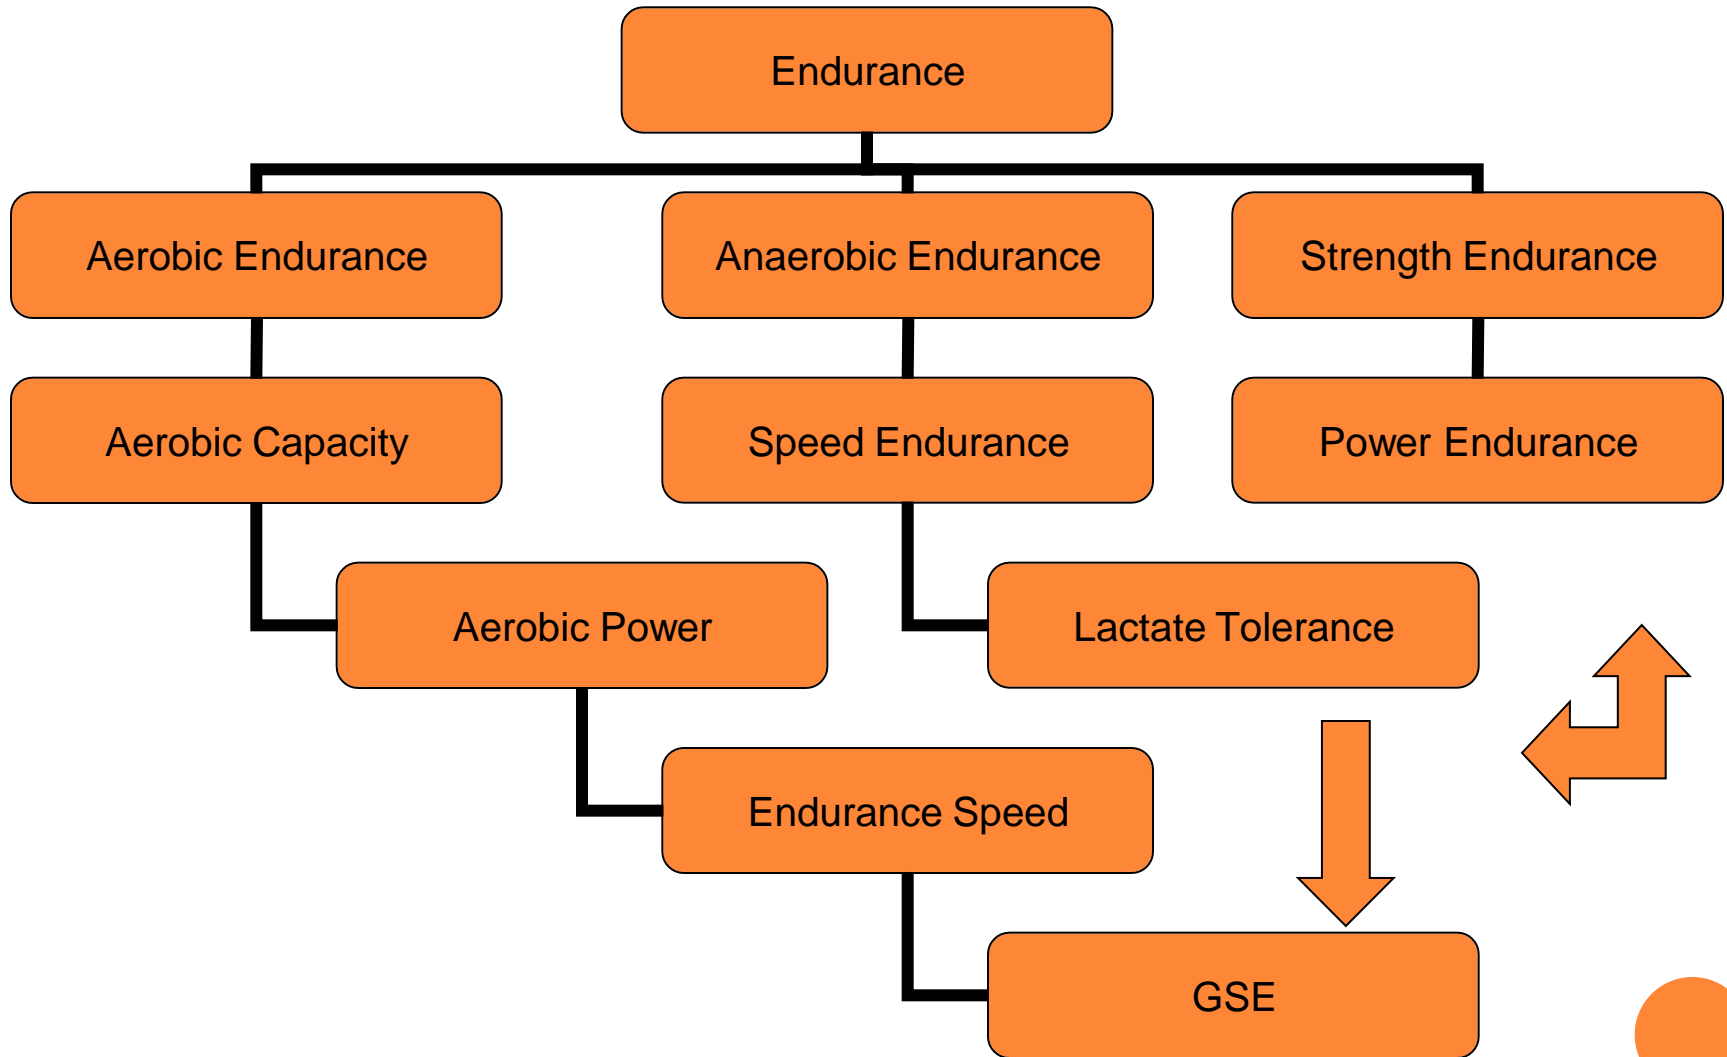 Endurance
Aerobic Endurance
Anaerobic Endurance
Strength Endurance
Aerobic Capacity
Speed Endurance
Power Endurance
Aerobic Power
Lactate Tolerance
Endurance Speed
GSE